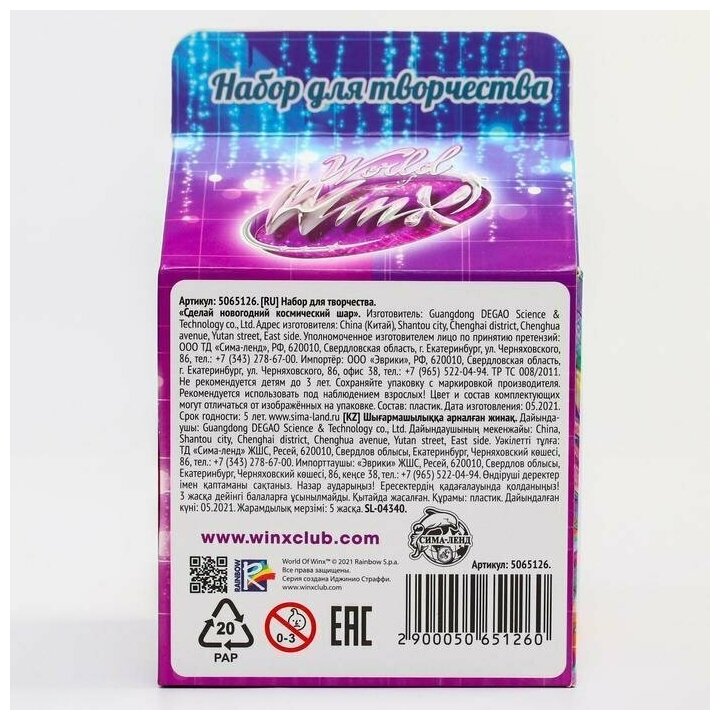 Набор для творчества
World
of
Winx
Артикул: 5065126. [RU] Набор для творчества.
«Сделай новогодний космический шар». Изготовитель: Guangdong DEGAO Science &
Technology co., Ltd. Адрес изготовителя: China (Китай), Shantou city, Chenghai district, Chenghua
avenue, Yutan street, East side. Уполномоченное изготовителем лицо по принятию претензий:
ООО ТД «Сима-ленд», РФ, 620010, Свердловская область, г. Екатеринбург, ул. Черняховского,
86, тел.: +7 (343) 278-67-00. Импортёр: ООО «Эврики», РФ, 620010, Свердловская область,
г. Екатеринбург, ул. Черняховского, 86, офис 38, тел.: +7 (965) 522-04-94. ТР ТС 008/2011.
Не рекомендуется детям до 3 лет. Сохраняйте упаковку с маркировкой производителя.
Рекомендуется использовать под наблюдением взрослых! Цвет и состав комплектующих
могут отличаться от изображённых на упаковке. Состав: пластик. Дата изготовления: 05.2021.
Срок годности: 5 лет. www.sima-land.ru [KZ] Шығармашылыққа арналған жинақ. Дайында-
ушы: Guangdong DEGAO Science & Technology co., Ltd. Дайындаушының мекенжайы: China,
Shantou city, Chenghai district, Chenghua avenue, Yutan street, East side. Уәкілетті тұлға:
ТД «Сима-ленд» ЖШС, Ресей, 620010, Свердлов облысы, Екатеринбург, Черняховский көшесі,
86, тел.: +7 (343) 278-67-00. Импорттаушы: «Эврики» ЖШС, Ресей, 620010, Свердлов облысы,
Екатеринбург, Черняховский көшесі, 86, кеңсе 38, тел.: +7 (965) 522-04-94. Өндіруші деректер
імен қаптаманы сақтаңыз. Назар аударыңыз! Ересектердің қадағалауында қолданыңыз!
3 жасқа дейінгі балаларға ұсынылмайды. Қытайда жасалған. Құрамы: пластик. Дайындалған
күні: 05.2021. Жарамдылық мерзімі: 5 жасқа. SL-04340.
www.winxclub.com
СИМА-ЛЕНД
RAINBOW
World Of Winx™ © 2021 Rainbow S.p.a.
Все права защищены.
Серия создана Иджинио Страффи.
www.winxclub.com
Артикул: 5065126.
20
PAP
0-3
EAC
2 900050 651260